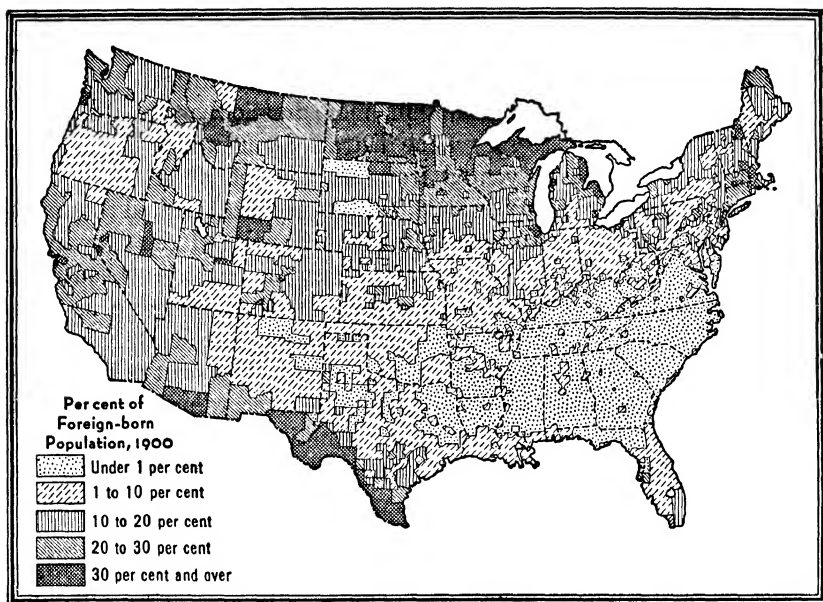 Per cent of
Foreign-born
Population, 1900
Under 1 per cent
1 to 10 per cent
10 to 20 per cent
20 to 30 per cent
30 per cent and over